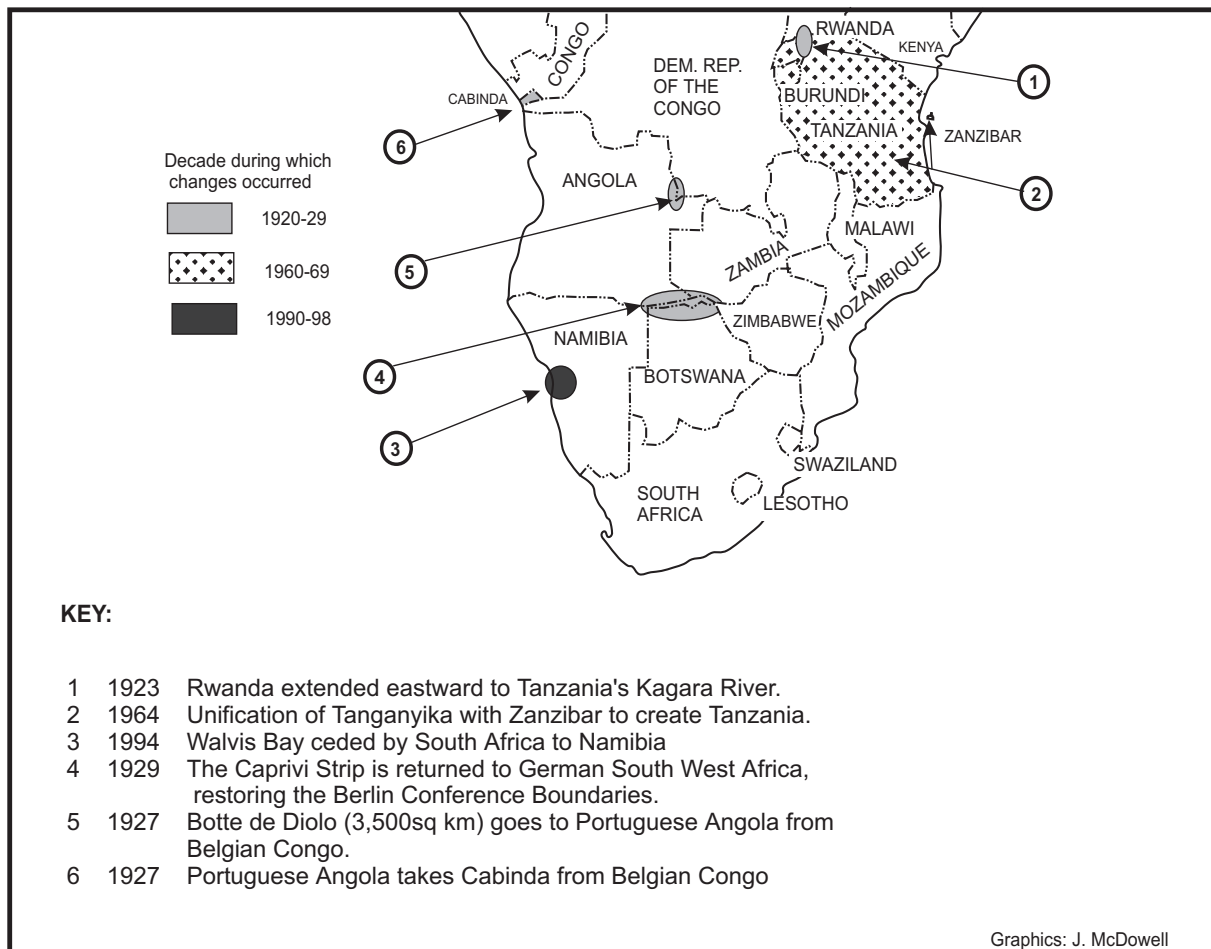 RWANDA
KENYA
CONGO
DEM. REP.
OF THE
CONGO
1
CABINDA
BURUNDI
TANZANIA
ZANZIBAR
6
Decade during which
changes occurred
ANGOLA
2
1920-29
MALAWI
5
ZAMBIA
1960-69
MOZAMBIQUE
1990-98
ZIMBABWE
NAMIBIA
4
BOTSWANA
3
SWAZILAND
SOUTH
AFRICA
LESOTHO
KEY:
1 1923 Rwanda extended eastward to Tanzania's Kagara River.
2 1964 Unification of Tanganyika with Zanzibar to create Tanzania.
3 1994 Walvis Bay ceded by South Africa to Namibia
4 1929 The Caprivi Strip is returned to German South West Africa,
restoring the Berlin Conference Boundaries.
5 1927 Botte de Diolo (3,500sq km) goes to Portuguese Angola from
Belgian Congo.
6 1927 Portuguese Angola takes Cabinda from Belgian Congo
Graphics: J. McDowell